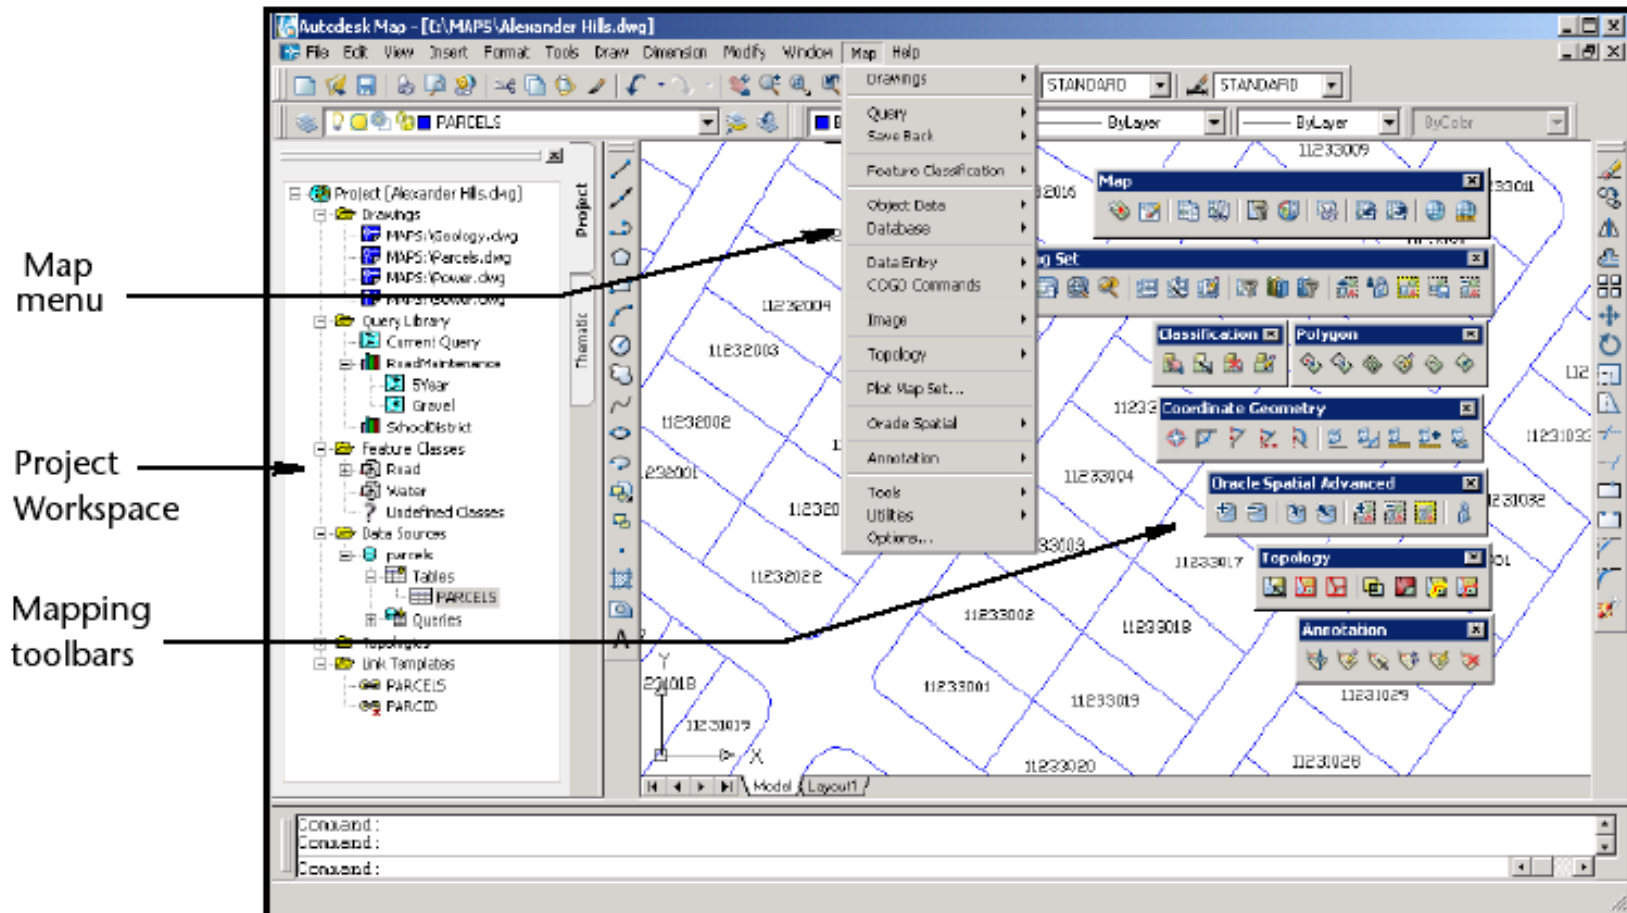 Autodesk Map - [C:\MAPS\Alexander Hills.dwg]
File Edit View Insert Format Tools Draw Dimension Modify Window Map Help
STANDARD STANDARD
PARCELS
ByLayer ByLayer ByColor
Map menu
Project Workspace
Mapping toolbars
Project [Alexander Hills.dwg]
Drawings
MAPS:\Geology.dwg
MAPS:\Parcels.dwg
MAPS:\Power.dwg
Query Library
Current Query
RoadMaintenance
5Year
Gravel
SchoolDistrict
Feature Classes
Road
Water
Undefined Classes
Data Sources
parcels
Tables
PARCELS
Queries
Topologies
Link Templates
PARCELS
PARCID
Project
Thematic
Drawings
Query
Save Back
Feature Classification
Object Data
Database
Data Entry
COGO Commands
Image
Topology
Plot Map Set...
Oracle Spatial
Annotation
Tools
Utilities
Options...
Map
Set
Classification
Polygon
Coordinate Geometry
Oracle Spatial Advanced
Topology
Annotation
11233009
11232004
11232003
11232002
11233004
11231033
11233017
11232022
11233002
11233018
11233001
11233019
11231029
11231019
11233020
11231028
Y
X
Model Layout1
Command:
Command:
Command: